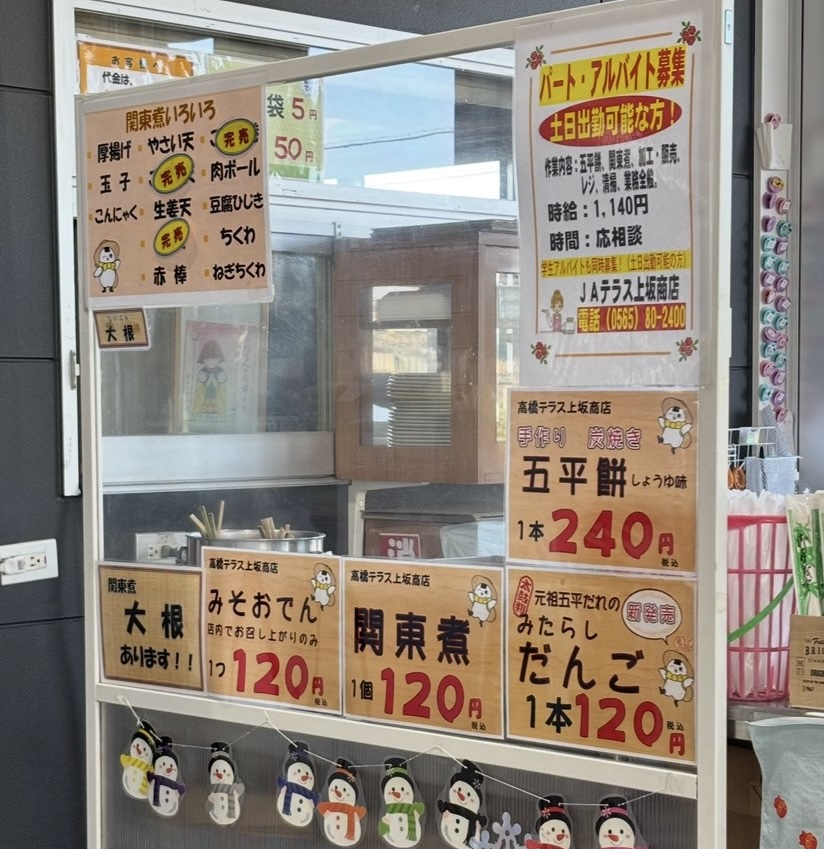 お客
代金は、
袋5円
50円
関東煮いろいろ
厚揚げ やさい天 完売
玉子 完売 肉ボール
こんにゃく 生姜天 豆腐ひじき
完売 ちくわ
赤棒 ねぎちくわ
大根
パート・アルバイト募集
土日出勤可能な方!
作業内容:五平餅、関東煮、加工・販売、
レジ、清掃、業務全般。
時給:1,140円
時間:応相談
学生アルバイトも同時募集!(土日出勤可能の方)
JAテラス上坂商店
電話(0565)80-2400
高橋テラス上坂商店
手作り 炭焼き
五平餅しょうゆ味
1本240円
税込
関東煮
大根
あります!!
高橋テラス上坂商店
みそおでん
店内でお召し上がりのみ
1つ120円
税込
高橋テラス上坂商店
関東煮
1個120円
税込
太鼓判
元祖五平だれの
新発売
みたらし
だんご
1本120円
税込